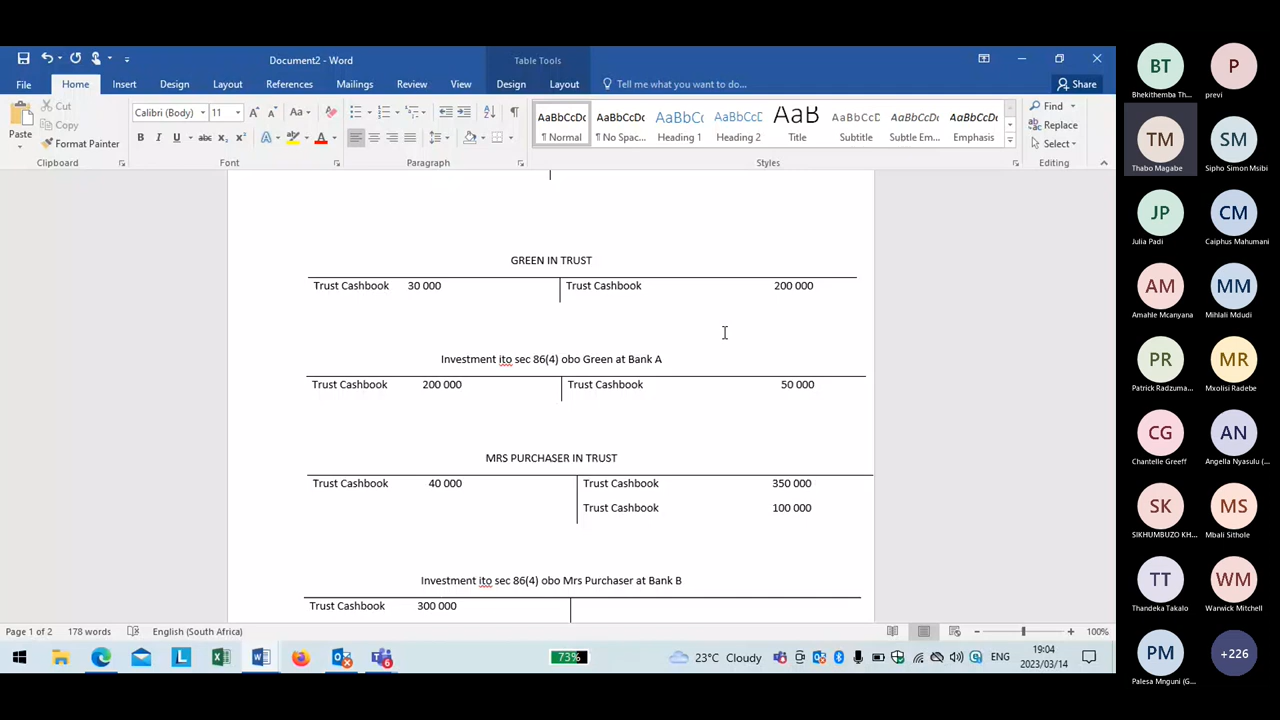 Document2 - Word
Table Tools
File Home Insert Design Layout References Mailings Review View Design Layout Tell me what you want to do... Share
Paste
Cut
Copy
Format Painter
Clipboard
Calibri (Body) 11
Font
Paragraph
AaBbCcDc AaBbCcDc AaBbCc AaBbCcD AaB AaBbCcD AaBbCcDc AaBbCcDc
¶ Normal ¶ No Spac... Heading 1 Heading 2 Title Subtitle Subtle Em... Emphasis
Styles
Find
Replace
Select
Editing
GREEN IN TRUST
Trust Cashbook 30 000 Trust Cashbook 200 000
Investment ito sec 86(4) obo Green at Bank A
Trust Cashbook 200 000 Trust Cashbook 50 000
MRS PURCHASER IN TRUST
Trust Cashbook 40 000 Trust Cashbook 350 000
Trust Cashbook 100 000
Investment ito sec 86(4) obo Mrs Purchaser at Bank B
Trust Cashbook 300 000
Page 1 of 2 178 words English (South Africa) 100%
73% 23°C Cloudy ENG 19:04
2023/03/14
BT P
Bhekithemba Th... previ
TM SM
Thabo Magabe Sipho Simon Msibi
JP CM
Julia Padi Caiphus Mahumani
AM MM
Amahle Mcanyana Mihlali Mdudi
PR MR
Patrick Radzuma... Mxolisi Radebe
CG AN
Chantelle Greeff Angella Nyasulu (...
SK MS
SIKHUMBUZO KH... Mbali Sithole
TT WM
Thandeka Takalo Warwick Mitchell
PM +226
Palesa Mnguni (G...